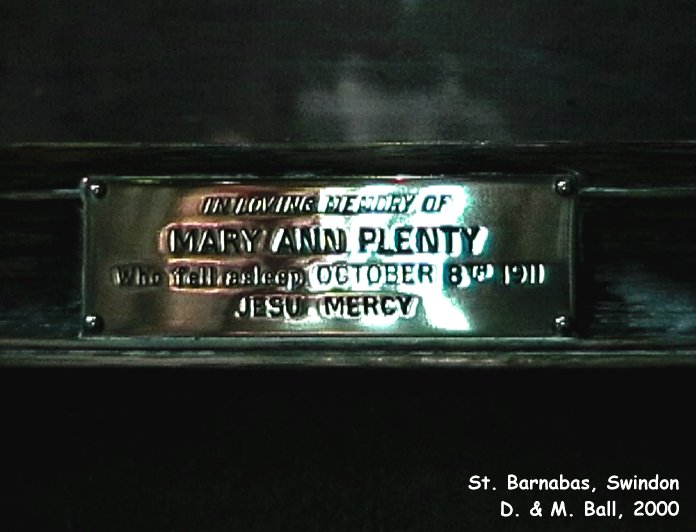 IN LOVING MEMORY OF
MARY ANN PLENTY
Who fell asleep OCTOBER 8TH 1911
JESU MERCY
St. Barnabas, Swindon
D. & M. Ball, 2000